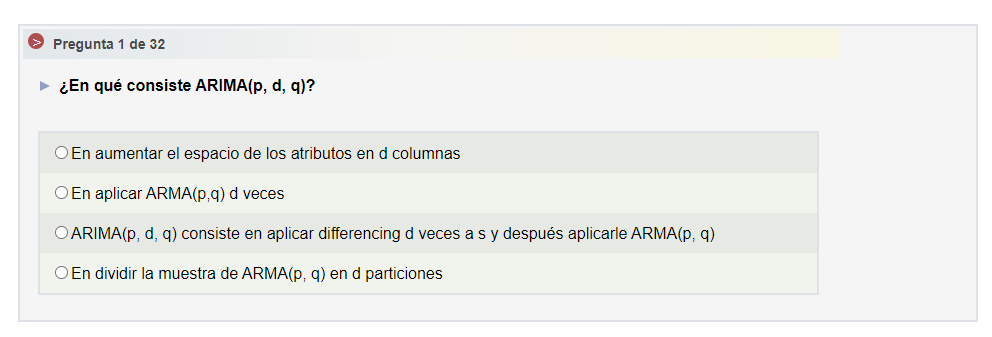 Pregunta 1 de 32
¿En qué consiste ARIMA(p, d, q)?
En aumentar el espacio de los atributos en d columnas
En aplicar ARMA(p,q) d veces
ARIMA(p, d, q) consiste en aplicar differencing d veces a s y después aplicarle ARMA(p, q)
En dividir la muestra de ARMA(p, q) en d particiones